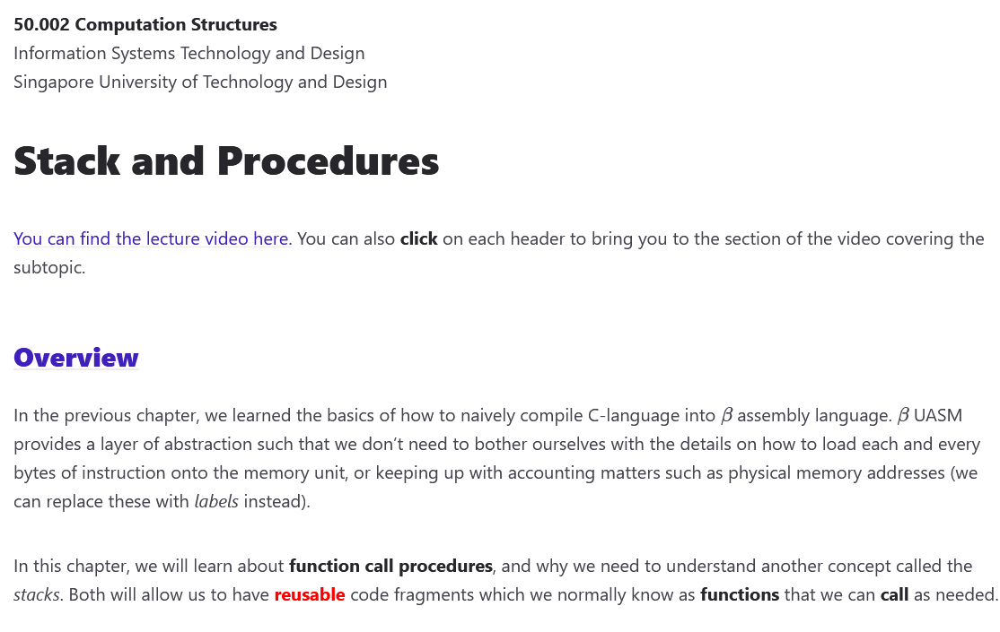 50.002 Computation Structures
Information Systems Technology and Design
Singapore University of Technology and Design
Stack and Procedures
You can find the lecture video here. You can also click on each header to bring you to the section of the video covering the
subtopic.
Overview
In the previous chapter, we learned the basics of how to naively compile C-language into β assembly language. β UASM
provides a layer of abstraction such that we don’t need to bother ourselves with the details on how to load each and every
bytes of instruction onto the memory unit, or keeping up with accounting matters such as physical memory addresses (we
can replace these with labels instead).
In this chapter, we will learn about function call procedures, and why we need to understand another concept called the
stacks. Both will allow us to have reusable code fragments which we normally know as functions that we can call as needed.